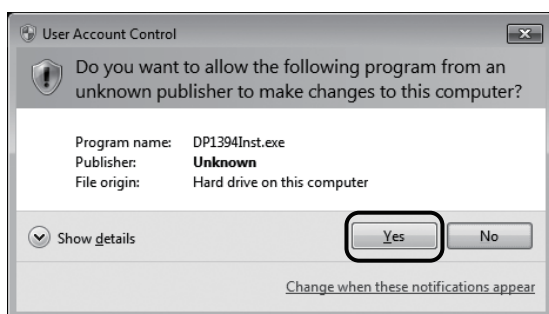 User Account Control
Do you want to allow the following program from an
unknown publisher to make changes to this computer?
Program name: DP1394Inst.exe
Publisher: Unknown
File origin: Hard drive on this computer
Show details
Yes
No
Change when these notifications appear